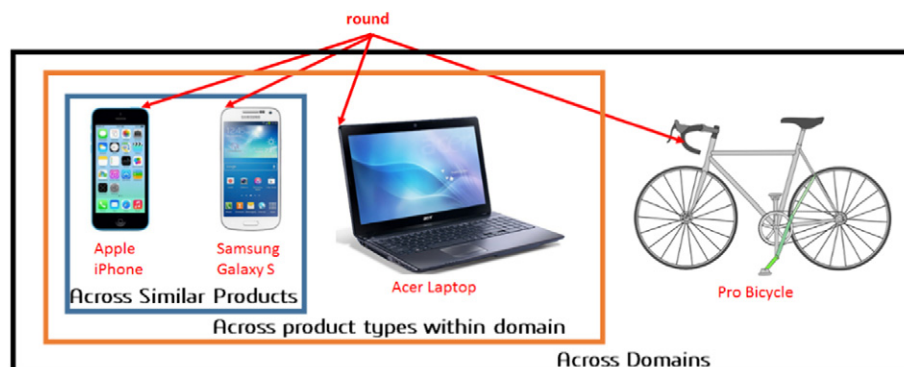 round
Apple
iPhone
Samsung
Galaxy S
Acer Laptop
Pro Bicycle
Across Similar Products
Across product types within domain
Across Domains